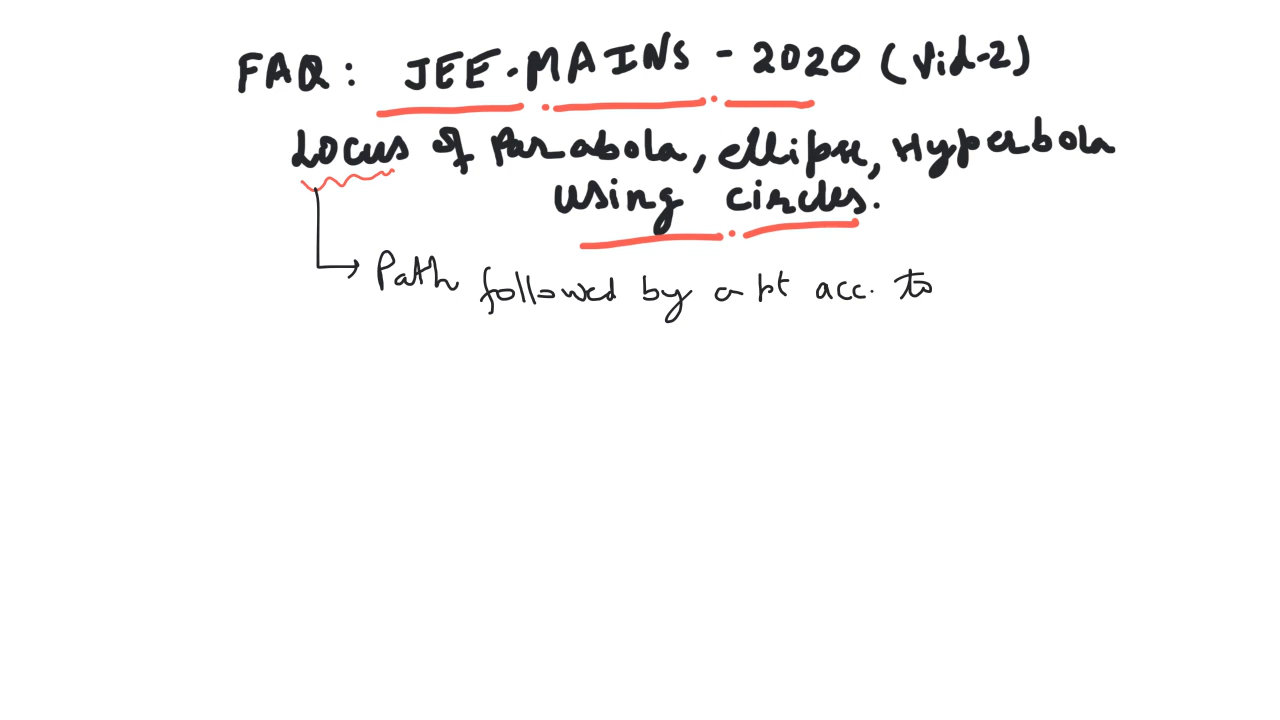 FAQ: JEE.MAINS - 2020 (Vid-2)
Locus of Parabola, ellipse, Hyperbola
using circles.
Path followed by a pt acc. to